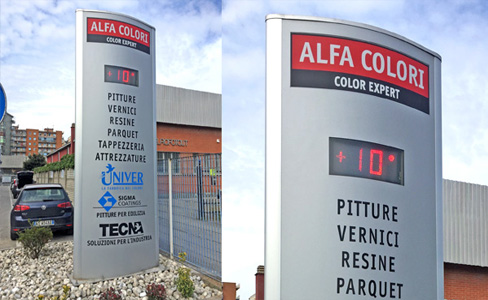 ALFA COLORI
COLOR EXPERT
+10°
PITTURE
VERNICI
RESINE
PARQUET
TAPPEZZERIA
ATTREZZATURE
UNIVER
SIGMA
COATINGS
PITTURE PER EDILIZIA
TECNA
SOLUZIONI PER L'INDUSTRIA
ALFA COLORI
COLOR EXPERT
+10°
PITTURE
VERNICI
RESINE
PARQUET